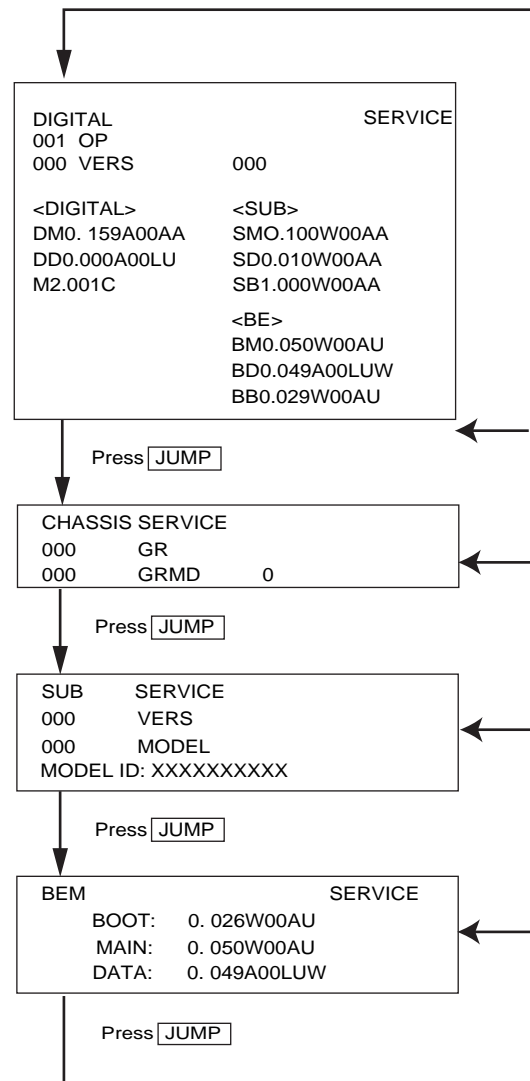 DIGITAL SERVICE
001 OP
000 VERS 000
<DIGITAL> <SUB>
DM0. 159A00AA SMO.100W00AA
DD0.000A00LU SD0.010W00AA
M2.001C SB1.000W00AA
<BE>
BM0.050W00AU
BD0.049A00LUW
BB0.029W00AU
Press JUMP
CHASSIS SERVICE
000 GR
000 GRMD 0
Press JUMP
SUB SERVICE
000 VERS
000 MODEL
MODEL ID: XXXXXXXXXX
Press JUMP
BEM SERVICE
BOOT: 0. 026W00AU
MAIN: 0. 050W00AU
DATA: 0. 049A00LUW
Press JUMP